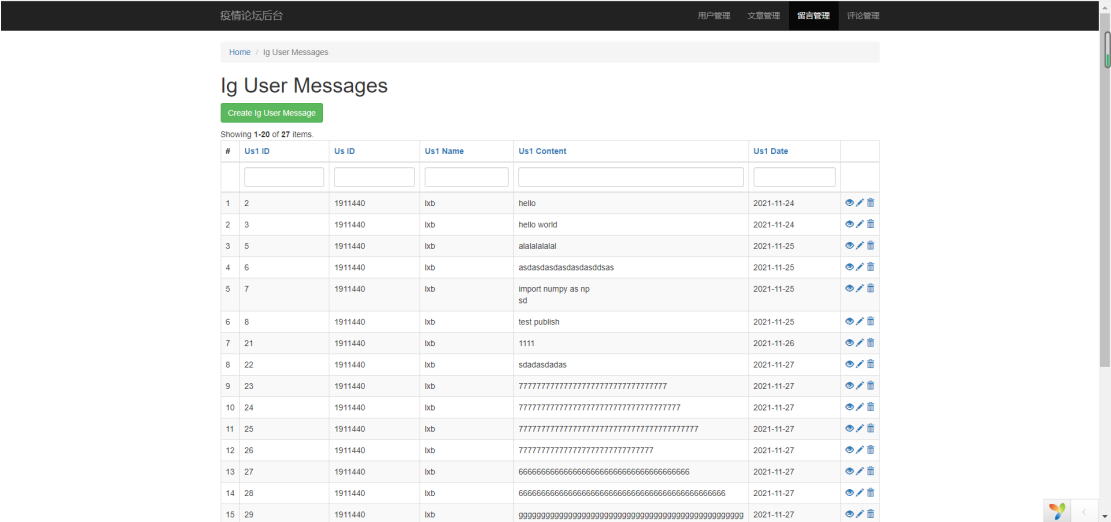 疫情论坛后台 用户管理 文章管理 留言管理 评论管理
Home / Ig User Messages
Ig User Messages
Create Ig User Message
Showing 1-20 of 27 items.
# Us1 ID Us ID Us1 Name Us1 Content Us1 Date
1 2 1911440 lxb hello 2021-11-24
2 3 1911440 lxb hello world 2021-11-24
3 5 1911440 lxb alalalalalal 2021-11-25
4 6 1911440 lxb asdasdasdasdasdasddsas 2021-11-25
5 7 1911440 lxb import numpy as np 2021-11-25
sd
6 8 1911440 lxb test publish 2021-11-25
7 21 1911440 lxb 1111 2021-11-26
8 22 1911440 lxb sdadasdadas 2021-11-27
9 23 1911440 lxb 2021-11-27
10 24 1911440 lxb 2021-11-27
11 25 1911440 lxb 2021-11-27
12 26 1911440 lxb 2021-11-27
13 27 1911440 lxb 2021-11-27
14 28 1911440 lxb 2021-11-27
15 29 1911440 lxb 2021-11-27